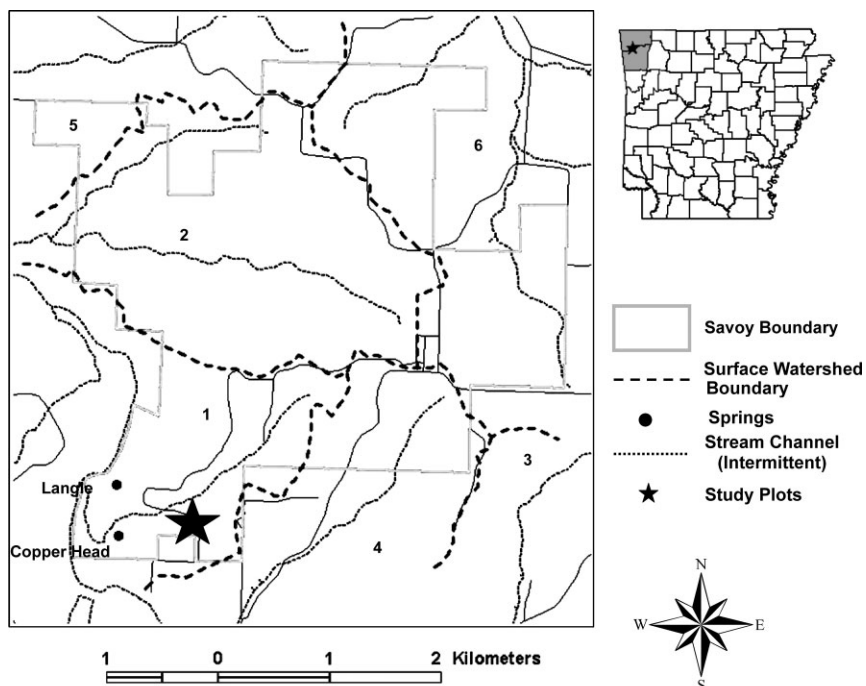 5
6
2
1
3
Langle
Copper Head
4
1 0 1 2 Kilometers
Savoy Boundary
Surface Watershed
Boundary
Springs
Stream Channel
(Intermittent)
Study Plots
N
W E
S